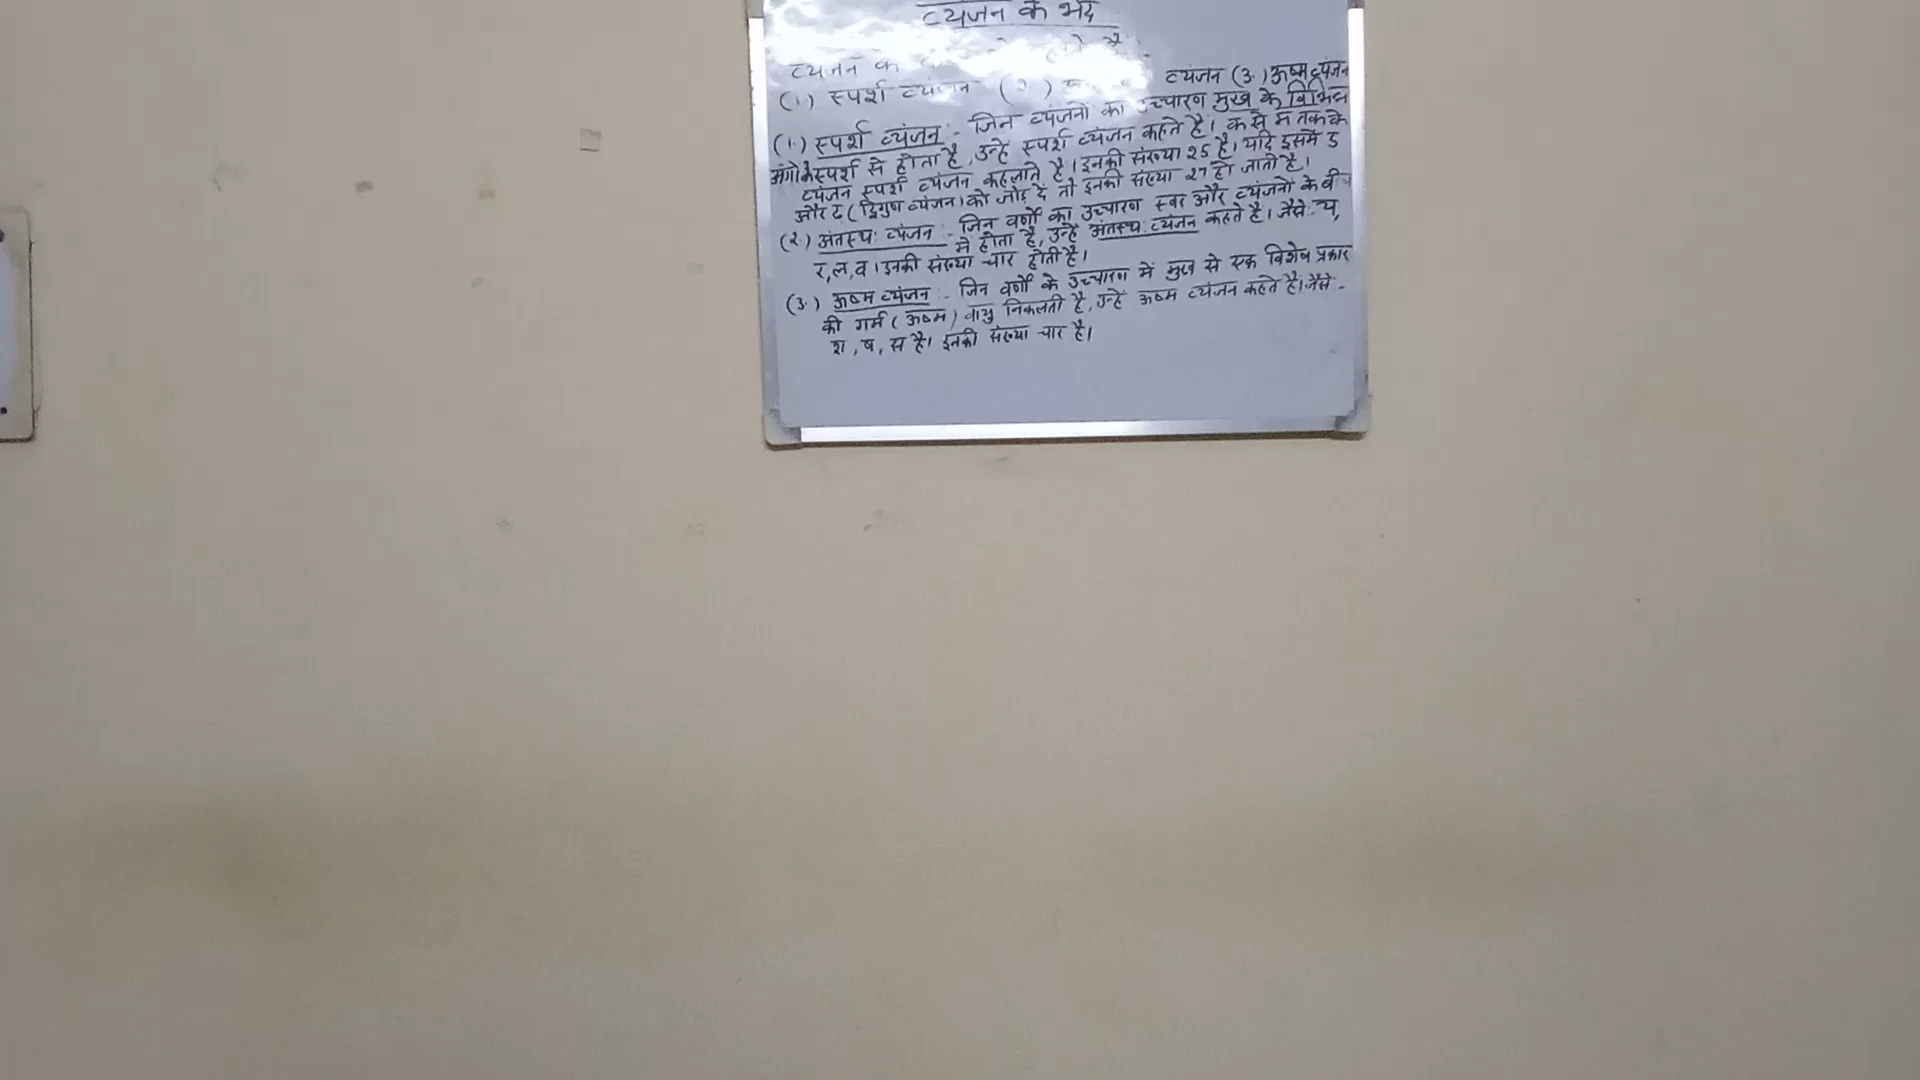 व्यंजन के भेद
व्यंजन के होते है
(1.) स्पर्श व्यंजन (2.) व्यंजन (3.) ऊष्म व्यंजन
(1.) स्पर्श व्यंजन :- जिन व्यंजनों का उच्चारण मुख के विभिन्न
अंगो के स्पर्श से होता है, उन्हे स्पर्श व्यंजन कहते है। क से म तक के
व्यंजन स्पर्श व्यंजन कहलाते है। इनकी संख्या 25 है। यदि इसमें ड
और ढ (द्विगुण व्यंजन) को जोड़ दे तो इनकी संख्या 27 हो जाती है।
(2.) अंतस्थः व्यंजन :- जिन वर्णों का उच्चारण स्वर और व्यंजनों के बीच
में होता है, उन्हें अंतस्थः व्यंजन कहते है। जैसे- य,
र, ल, व। इनकी संख्या चार होती है।
(3.) ऊष्म व्यंजन :- जिन वर्णों के उच्चारण में मुख से एक विशेष प्रकार
की गर्म (ऊष्म) वायु निकलती है, उन्हें ऊष्म व्यंजन कहते है। जैसे -
श, ष, स है। इनकी संख्या चार है।